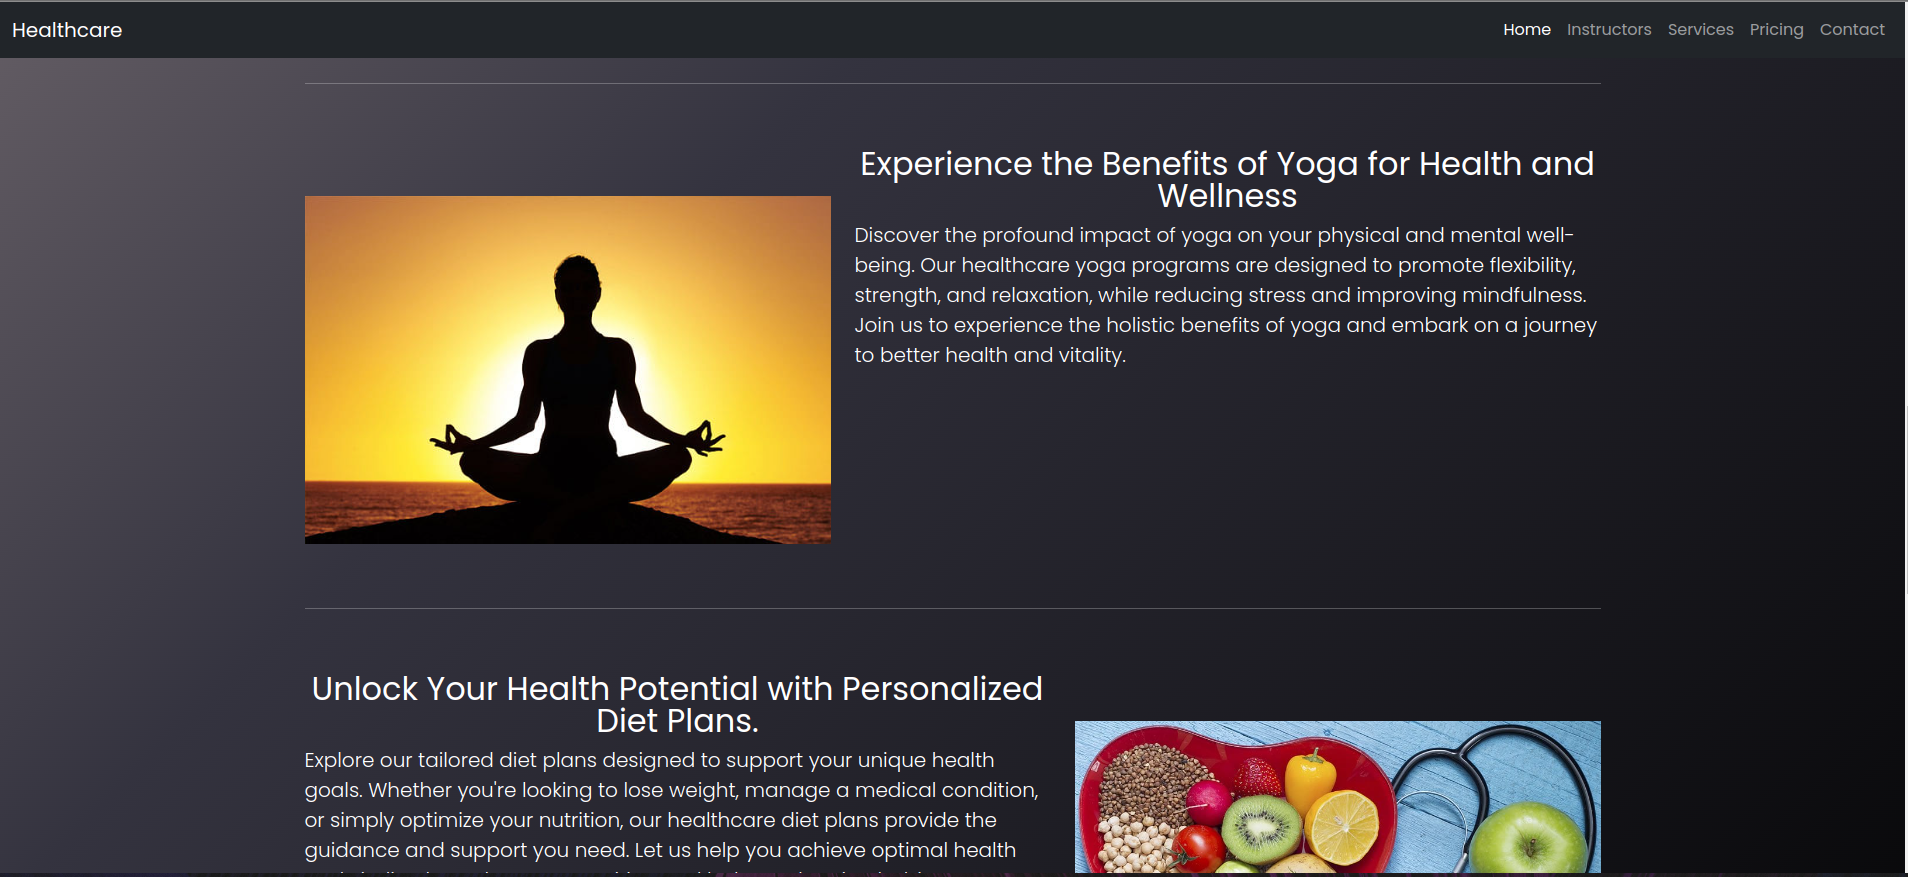 Healthcare
Home Instructors Services Pricing Contact
Experience the Benefits of Yoga for Health and
Wellness
Discover the profound impact of yoga on your physical and mental well-
being. Our healthcare yoga programs are designed to promote flexibility,
strength, and relaxation, while reducing stress and improving mindfulness.
Join us to experience the holistic benefits of yoga and embark on a journey
to better health and vitality.
Unlock Your Health Potential with Personalized
Diet Plans.
Explore our tailored diet plans designed to support your unique health
goals. Whether you're looking to lose weight, manage a medical condition,
or simply optimize your nutrition, our healthcare diet plans provide the
guidance and support you need. Let us help you achieve optimal health